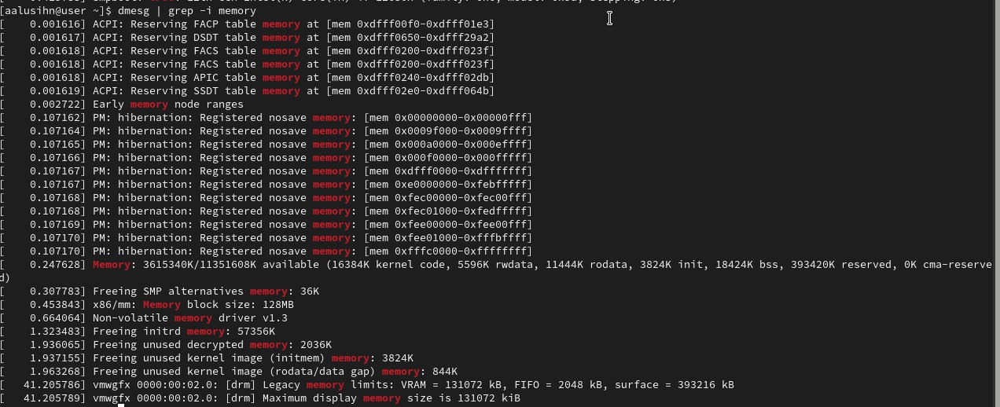 [aalusihn@user ~]$ dmesg | grep -i memory
[    0.001616] ACPI: Reserving FACP table memory at [mem 0xdfff00f0-0xdfff01e3]
[    0.001617] ACPI: Reserving DSDT table memory at [mem 0xdfff0650-0xdfff29a2]
[    0.001618] ACPI: Reserving FACS table memory at [mem 0xdfff0200-0xdfff023f]
[    0.001618] ACPI: Reserving FACS table memory at [mem 0xdfff0200-0xdfff023f]
[    0.001618] ACPI: Reserving APIC table memory at [mem 0xdfff0240-0xdfff02db]
[    0.001619] ACPI: Reserving SSDT table memory at [mem 0xdfff02e0-0xdfff064b]
[    0.002722] Early memory node ranges
[    0.107162] PM: hibernation: Registered nosave memory: [mem 0x00000000-0x00000fff]
[    0.107164] PM: hibernation: Registered nosave memory: [mem 0x0009f000-0x0009ffff]
[    0.107165] PM: hibernation: Registered nosave memory: [mem 0x000a0000-0x000effff]
[    0.107166] PM: hibernation: Registered nosave memory: [mem 0x000f0000-0x000fffff]
[    0.107167] PM: hibernation: Registered nosave memory: [mem 0xdfff0000-0xdfffffff]
[    0.107167] PM: hibernation: Registered nosave memory: [mem 0xe0000000-0xfebfffff]
[    0.107168] PM: hibernation: Registered nosave memory: [mem 0xfec00000-0xfec00fff]
[    0.107168] PM: hibernation: Registered nosave memory: [mem 0xfec01000-0xfedfffff]
[    0.107169] PM: hibernation: Registered nosave memory: [mem 0xfee00000-0xfee00fff]
[    0.107170] PM: hibernation: Registered nosave memory: [mem 0xfee01000-0xfffbffff]
[    0.107170] PM: hibernation: Registered nosave memory: [mem 0xfffc0000-0xffffffff]
[    0.247628] Memory: 3615340K/11351608K available (16384K kernel code, 5596K rwdata, 11444K rodata, 3824K init, 18424K bss, 393420K reserved, 0K cma-reserve
d)
[    0.307783] Freeing SMP alternatives memory: 36K
[    0.453843] x86/mm: Memory block size: 128MB
[    0.664064] Non-volatile memory driver v1.3
[    1.323483] Freeing initrd memory: 57356K
[    1.936065] Freeing unused decrypted memory: 2036K
[    1.937155] Freeing unused kernel image (initmem) memory: 3824K
[    1.963268] Freeing unused kernel image (rodata/data gap) memory: 844K
[   41.205786] vmwgfx 0000:00:02.0: [drm] Legacy memory limits: VRAM = 131072 kB, FIFO = 2048 kB, surface = 393216 kB
[   41.205789] vmwgfx 0000:00:02.0: [drm] Maximum display memory size is 131072 kiB